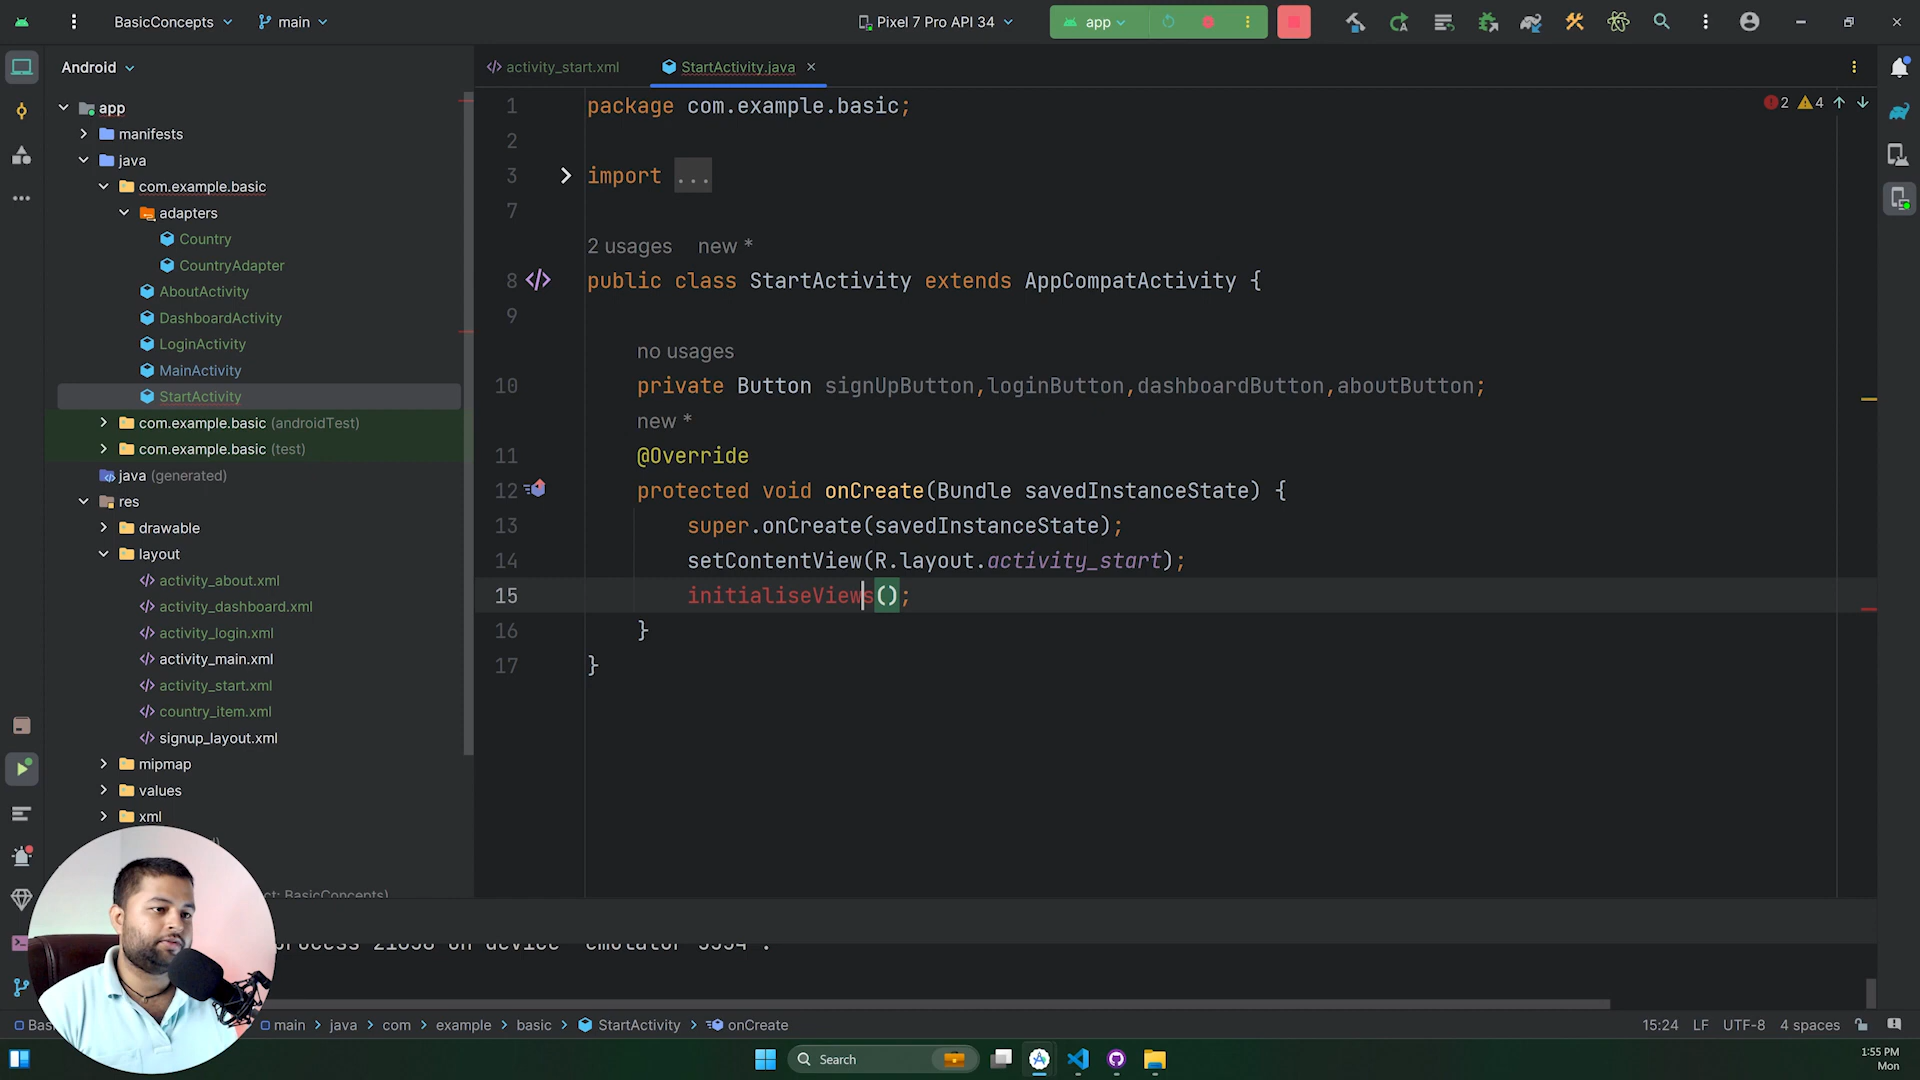 BasicConcepts
main
Pixel 7 Pro API 34
app
Android
activity_start.xml
StartActivity.java
app
manifests
java
com.example.basic
adapters
Country
CountryAdapter
AboutActivity
DashboardActivity
LoginActivity
MainActivity
StartActivity
com.example.basic (androidTest)
com.example.basic (test)
java (generated)
res
drawable
layout
activity_about.xml
activity_dashboard.xml
activity_login.xml
activity_main.xml
activity_start.xml
country_item.xml
signup_layout.xml
mipmap
values
xml
ct: BasicConcepts)
2 4
1 package com.example.basic;
2
3 import ...
7
2 usages new *
8 public class StartActivity extends AppCompatActivity {
9
no usages
10 private Button signUpButton,loginButton,dashboardButton,aboutButton;
new *
11 @Override
12 protected void onCreate(Bundle savedInstanceState) {
13 super.onCreate(savedInstanceState);
14 setContentView(R.layout.activity_start);
15 initialiseViews();
16 }
17 }
main > java > com > example > basic > StartActivity > onCreate
15:24 LF UTF-8 4 spaces
Search
1:55 PM
Mon